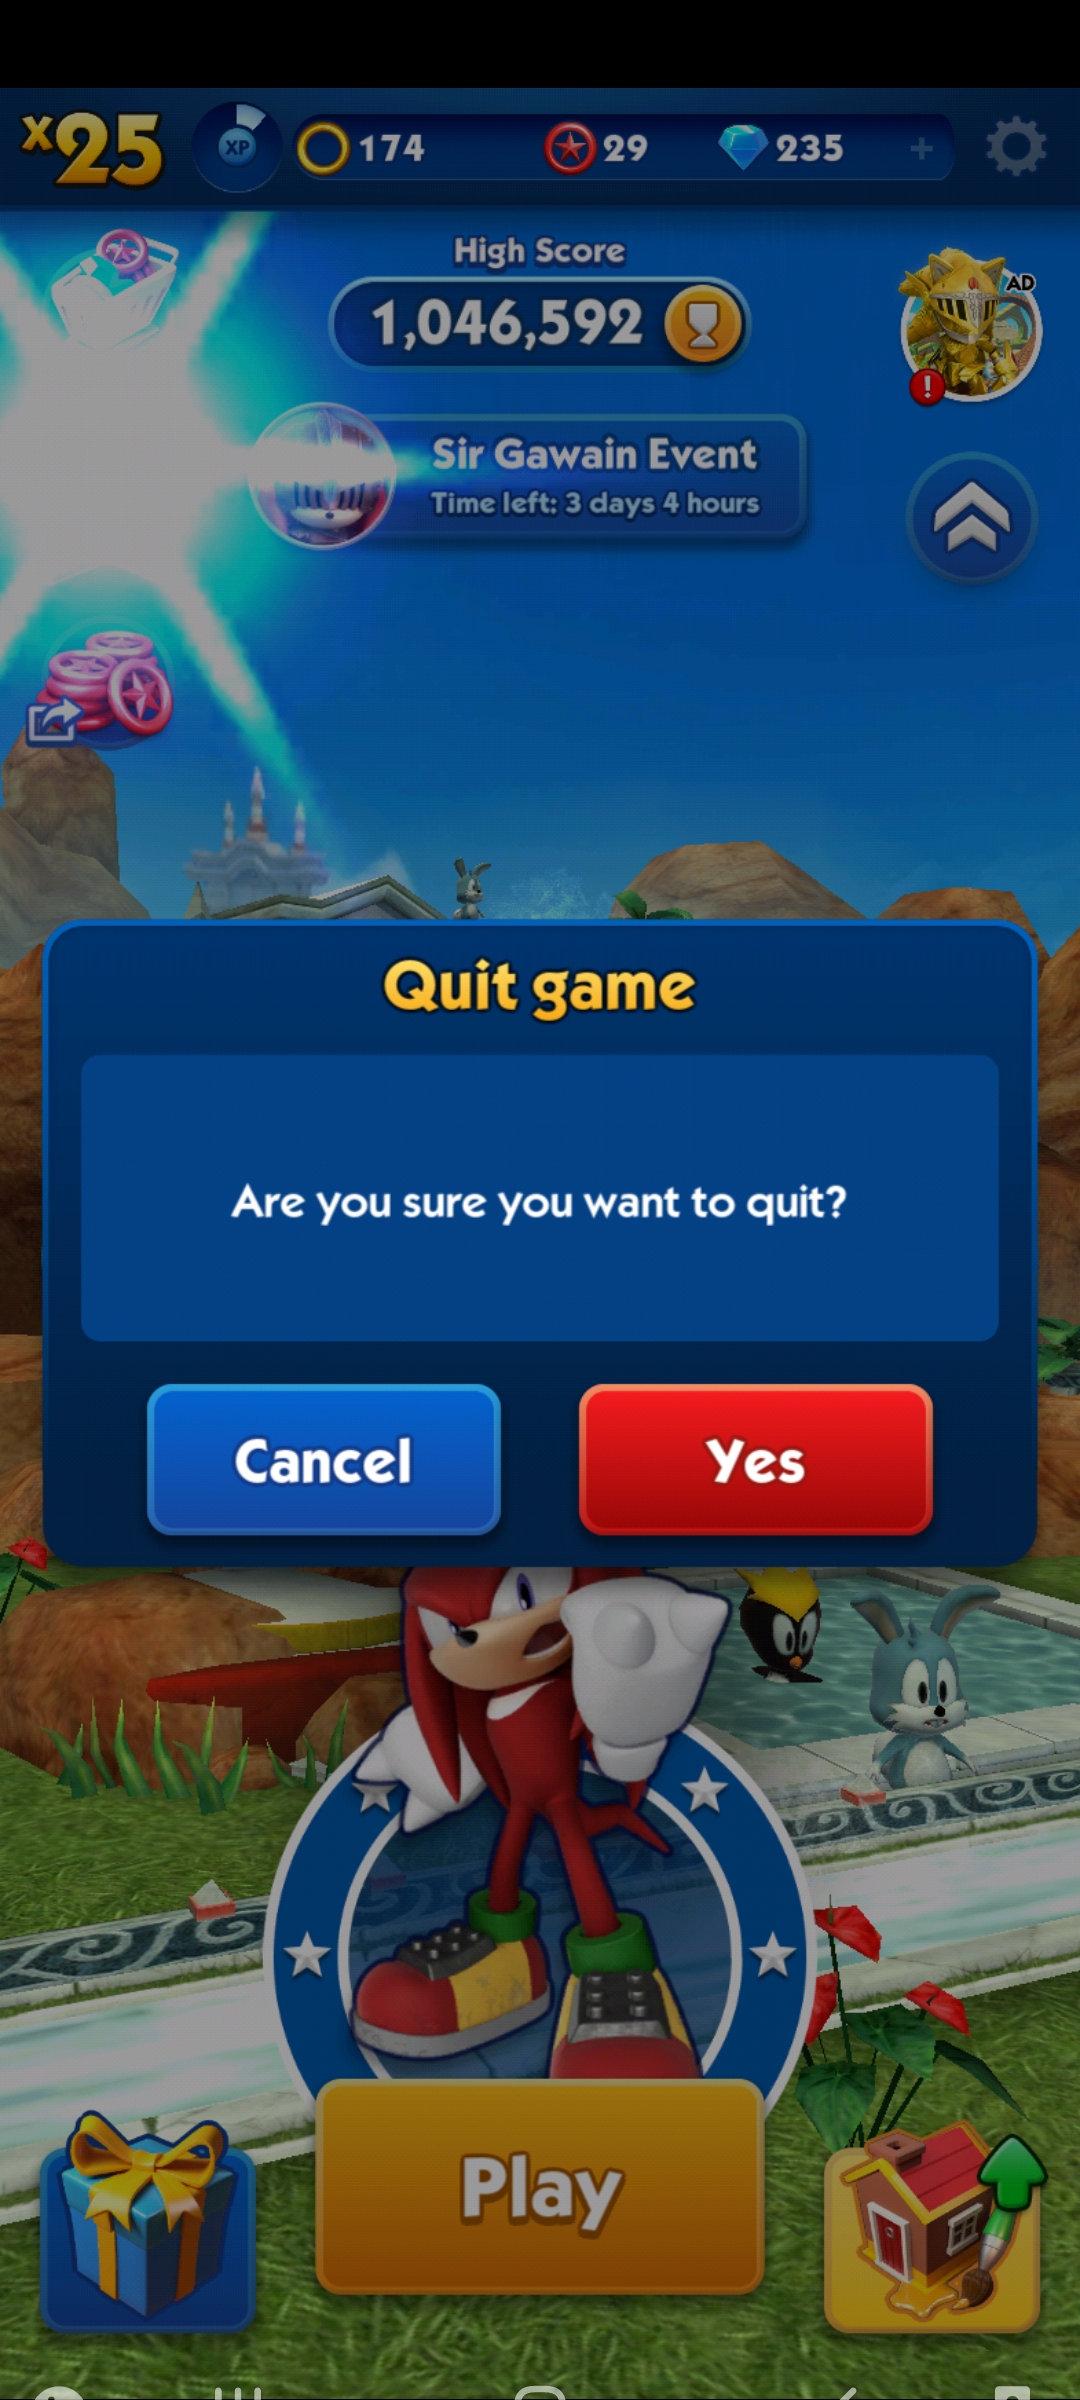 x25
XP
174
29
235
+
High Score
1,046,592
AD
!
Sir Gawain Event
Time left: 3 days 4 hours
Quit game
Are you sure you want to quit?
Cancel
Yes
Play